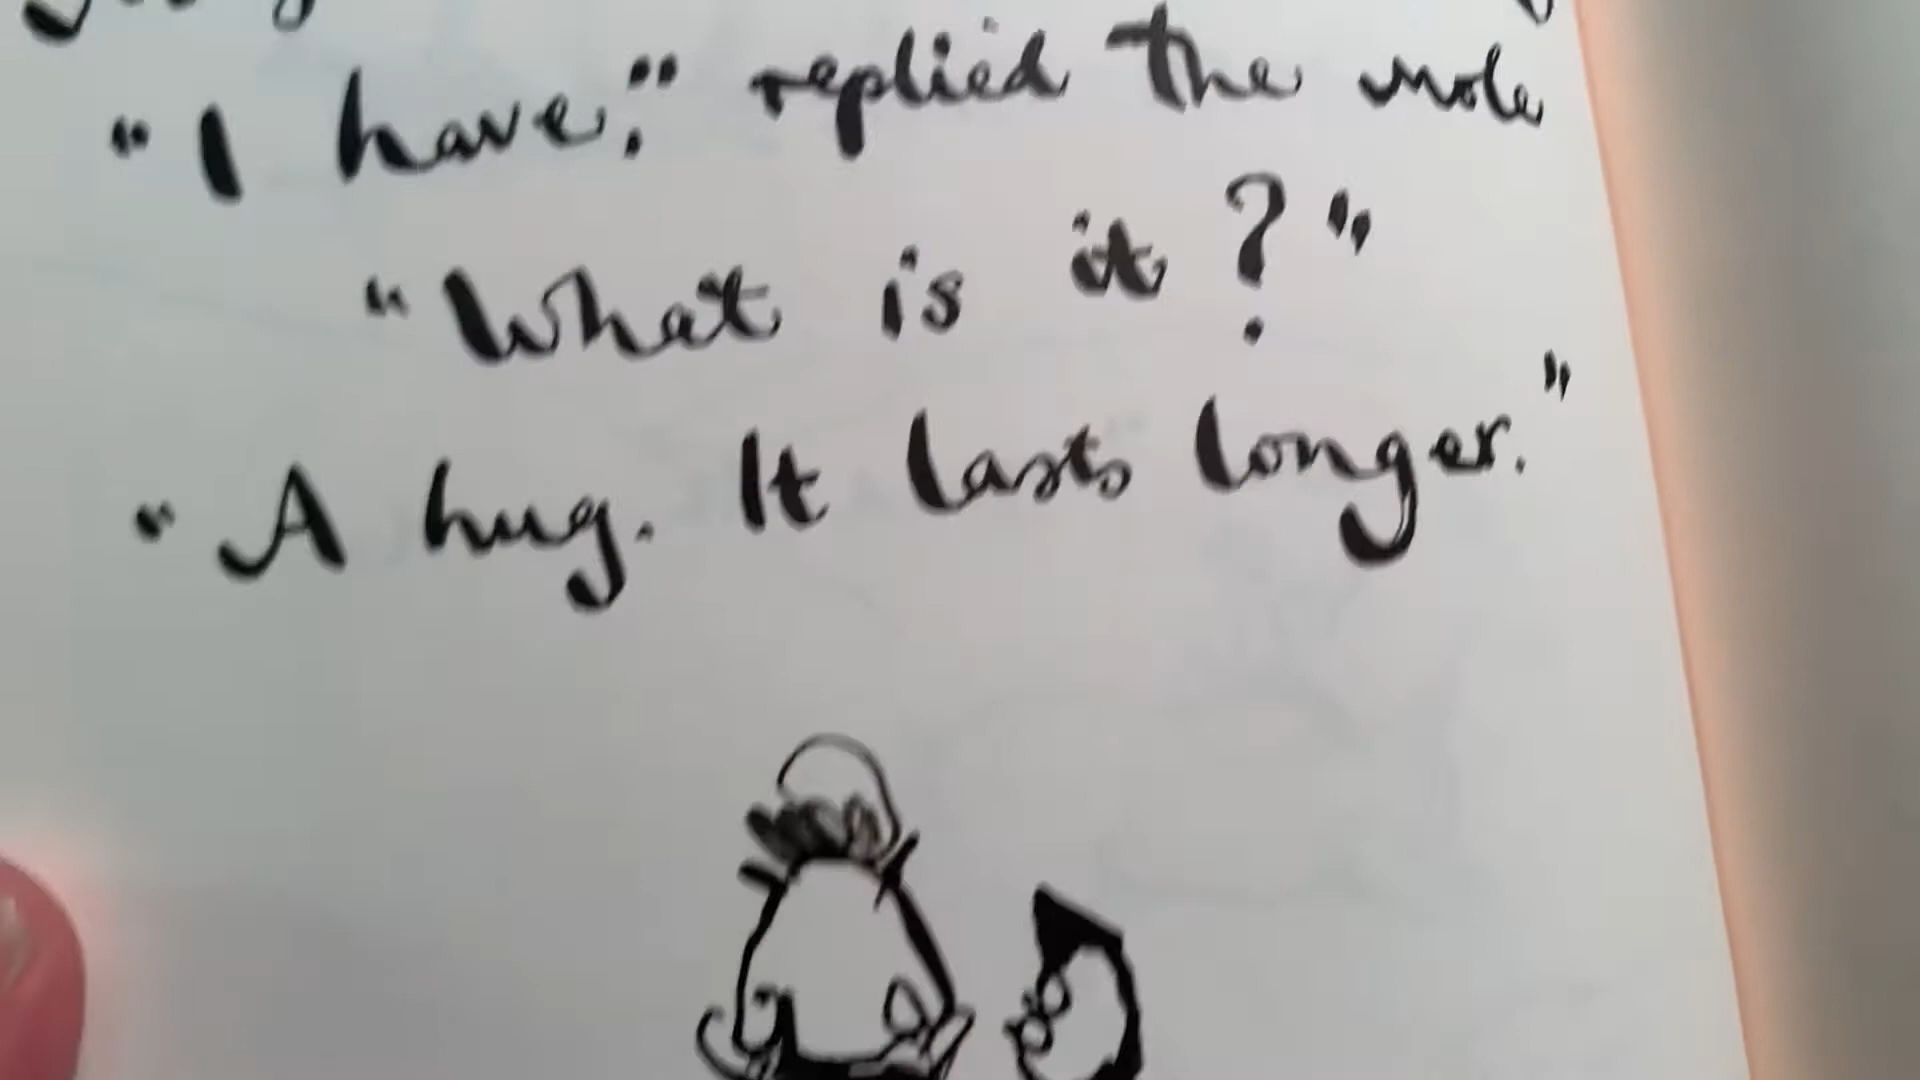 "I have," replied the mole
"What is it?"
"A hug. It lasts longer."